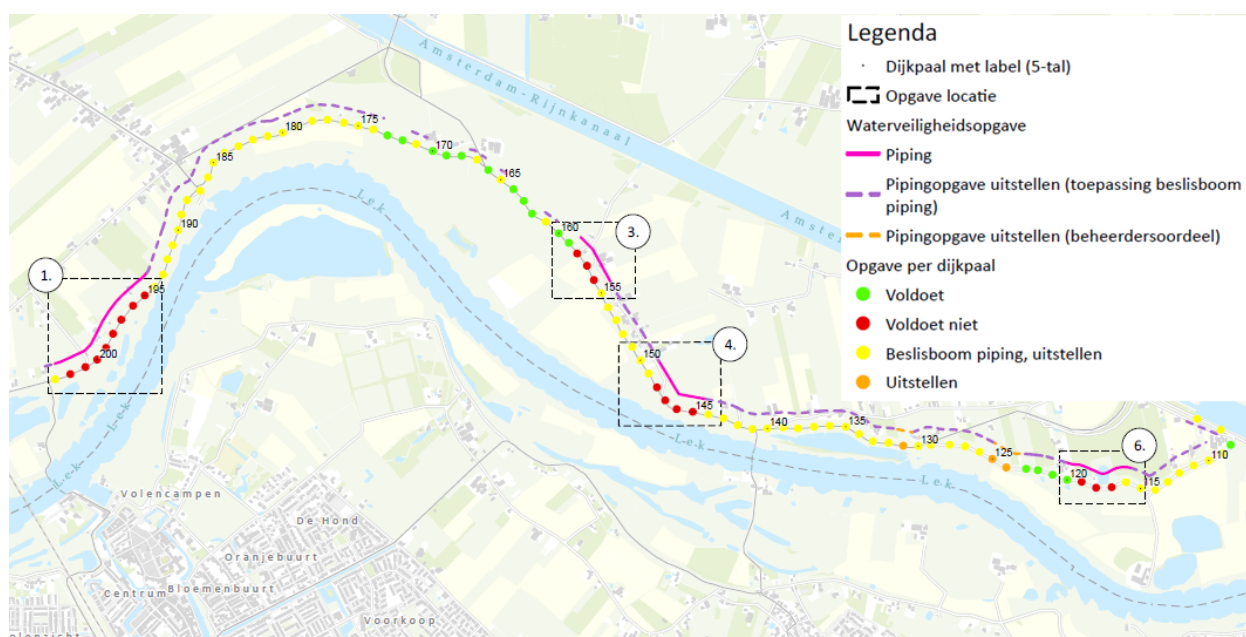 Legenda
Dijkpaal met label (5-tal)
Opgave locatie
Waterveiligheidsopgave
Piping
Pipingopgave uitstellen (toepassing beslisboom
piping)
Pipingopgave uitstellen (beheerdersoordeel)
Opgave per dijkpaal
Voldoet
Voldoet niet
Beslisboom piping, uitstellen
Uitstellen
Amsterdam-Rijnkanaal
180
175
170
185
165
Lek
190
160
3.
1.
195
155
200
150
4.
145
140
135
130
125
120
6.
115
110
Lek
Lek
Lek
Lek
Volencampen
De Hond
Oranjebuurt
Centrum
Bloemenbuurt
Voorkoop